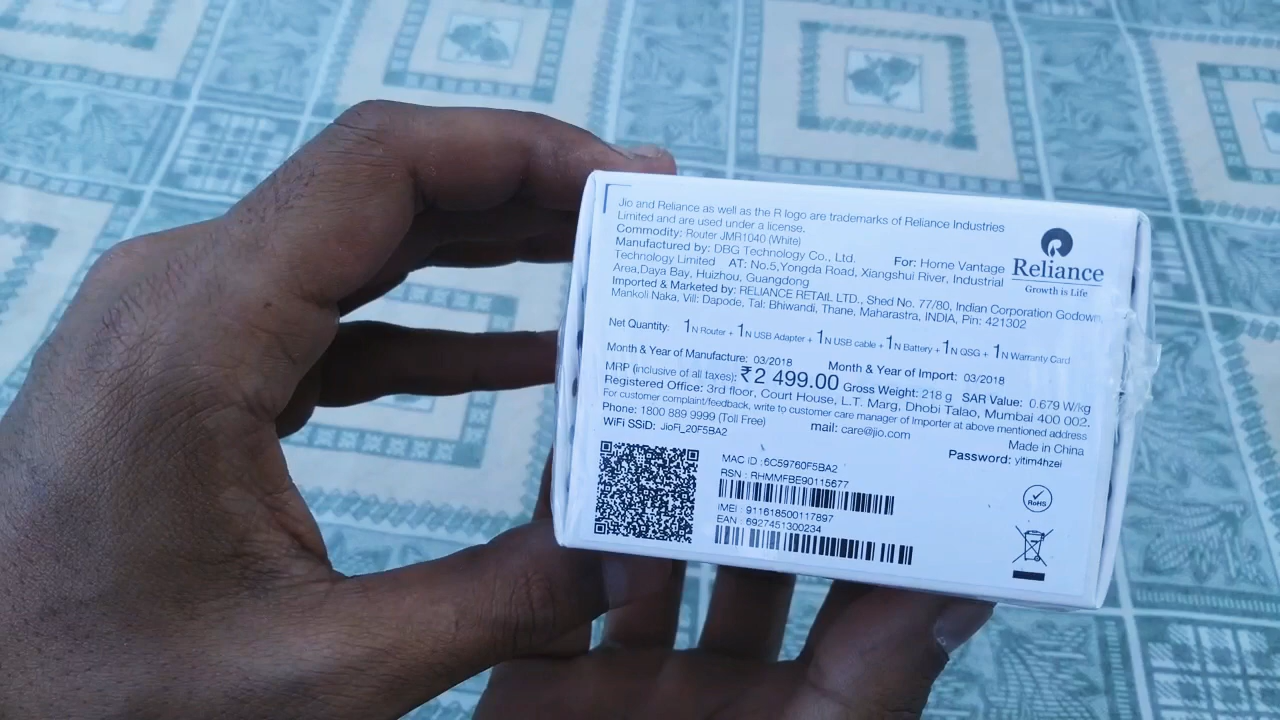 Jio and Reliance as well as the R logo are trademarks of Reliance Industries
Limited and are used under a license.
Commodity: Router JMR1040 (White)
Manufactured by: DBG Technology Co., Ltd. For: Home Vantage
Technology Limited AT: No.5,Yongda Road, Xiangshui River, Industrial
Area,Daya Bay, Huizhou, Guangdong
Imported & Marketed by: RELIANCE RETAIL LTD., Shed No. 77/80, Indian Corporation Godown,
Mankoli Naka, Vill: Dapode, Tal: Bhiwandi, Thane, Maharastra, INDIA, Pin: 421302
Reliance
Growth is Life
Net Quantity: 1N Router + 1N USB Adapter + 1N USB cable + 1N Battery + 1N QSG + 1N Warranty Card
Month & Year of Manufacture: 03/2018 Month & Year of Import: 03/2018
MRP (inclusive of all taxes): ₹2 499.00 Gross Weight: 218 g SAR Value: 0.679 W/kg
Registered Office: 3rd floor, Court House, L.T. Marg, Dhobi Talao, Mumbai 400 002.
For customer complaint/feedback, write to customer care manager of Importer at above mentioned address
Phone: 1800 889 9999 (Toll Free) mail: care@jio.com Made in China
WiFi SSiD: JioFi_20F5BA2 Password: yltim4hzei
MAC ID :6C59760F5BA2
RSN : RHMMFBE90115677
IMEI : 911618500117897
EAN : 6927451300234
RoHS